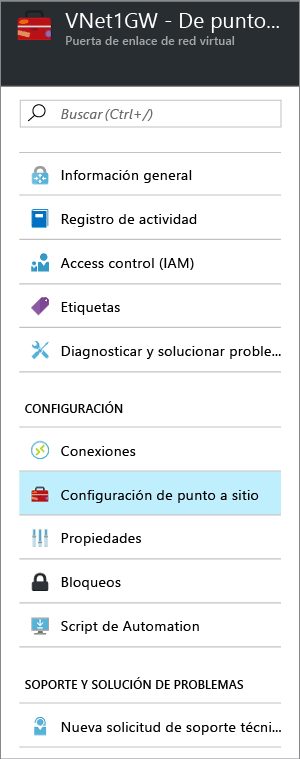 VNet1GW - De punto...
Puerta de enlace de red virtual
Buscar (Ctrl+/)
Información general
Registro de actividad
Access control (IAM)
Etiquetas
Diagnosticar y solucionar proble...
CONFIGURACIÓN
Conexiones
Configuración de punto a sitio
Propiedades
Bloqueos
Script de Automation
SOPORTE Y SOLUCIÓN DE PROBLEMAS
Nueva solicitud de soporte técni...